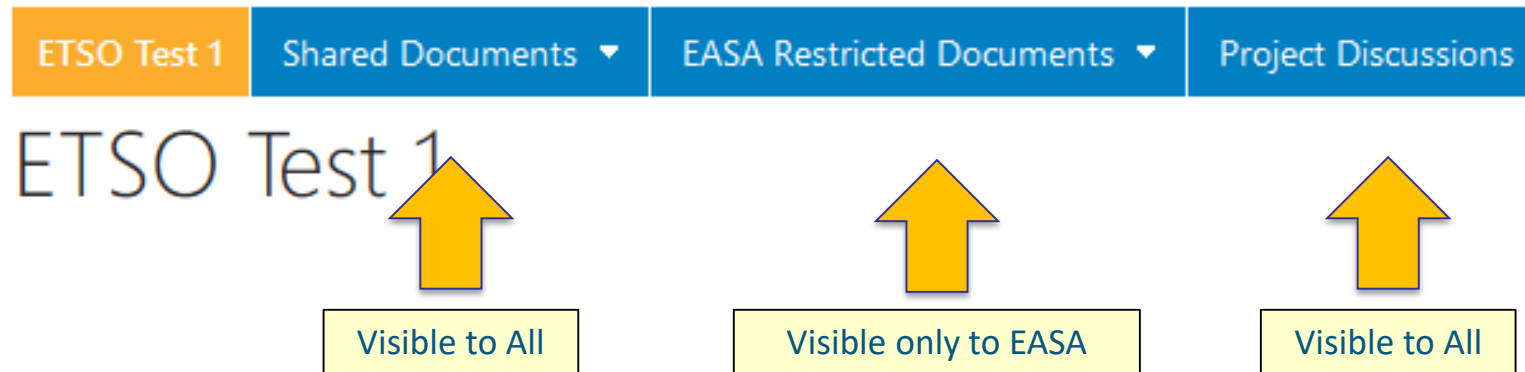 ETSO Test 1 Shared Documents EASA Restricted Documents Project Discussions
ETSO Test 1
Visible to All Visible only to EASA Visible to All